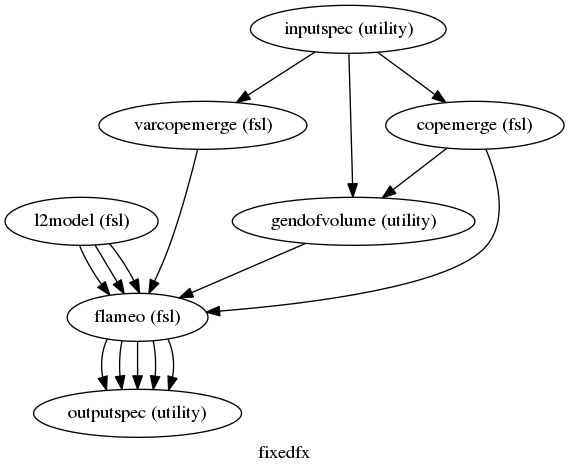 inputspec (utility)
varcopemerge (fsl)
copemerge (fsl)
l2model (fsl)
gendofvolume (utility)
flameo (fsl)
outputspec (utility)
fixedfx